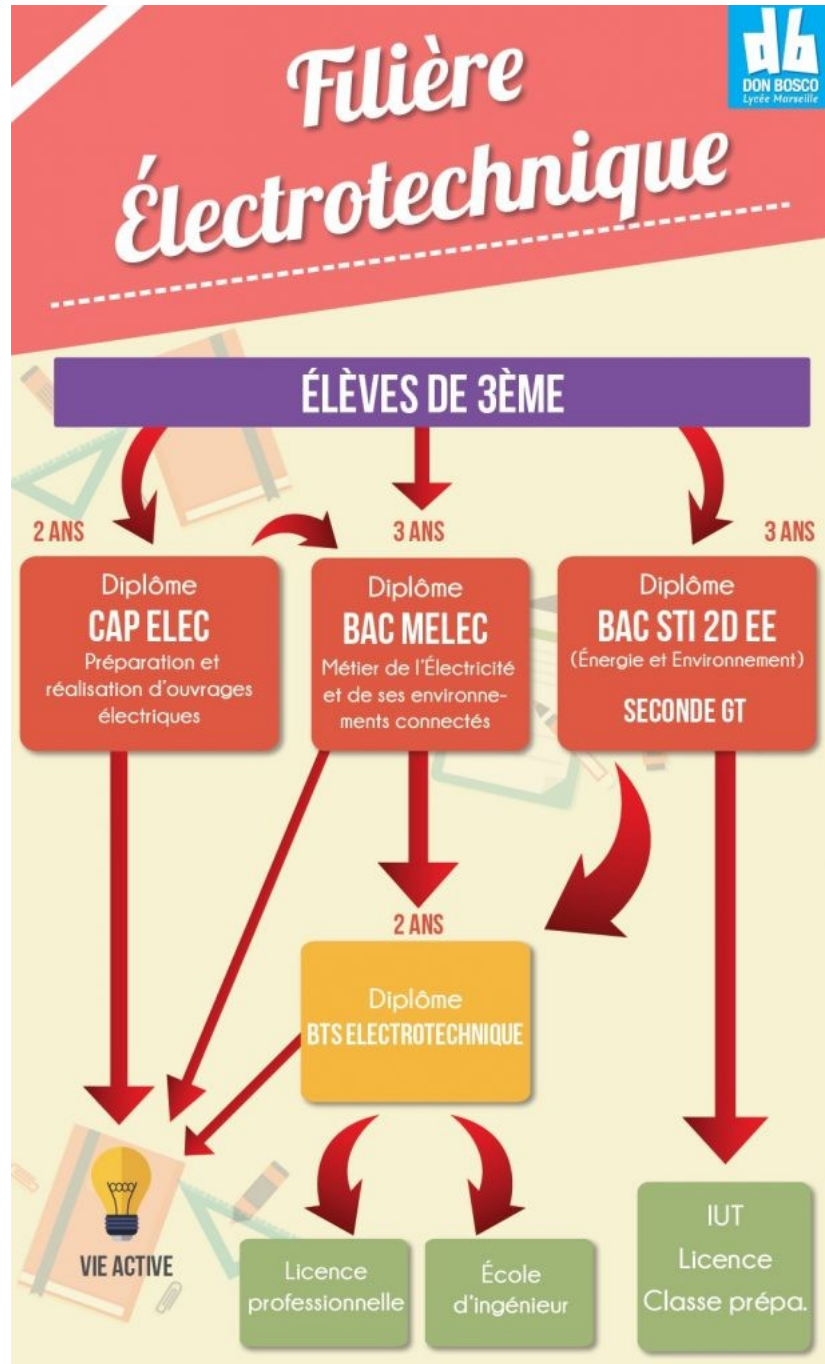 Filière
Électrotechnique
db
DON BOSCO
Lycée Marseille
ÉLÈVES DE 3ÈME
2 ANS
3 ANS
3 ANS
Diplôme
CAP ELEC
Préparation et
réalisation d'ouvrages
électriques
Diplôme
BAC MELEC
Métier de l'Électricité
et de ses environne-
ments connectés
Diplôme
BAC STI 2D EE
(Énergie et Environnement)
SECONDE GT
2 ANS
Diplôme
BTS ELECTROTECHNIQUE
VIE ACTIVE
Licence
professionnelle
École
d'ingénieur
IUT
Licence
Classe prépa.